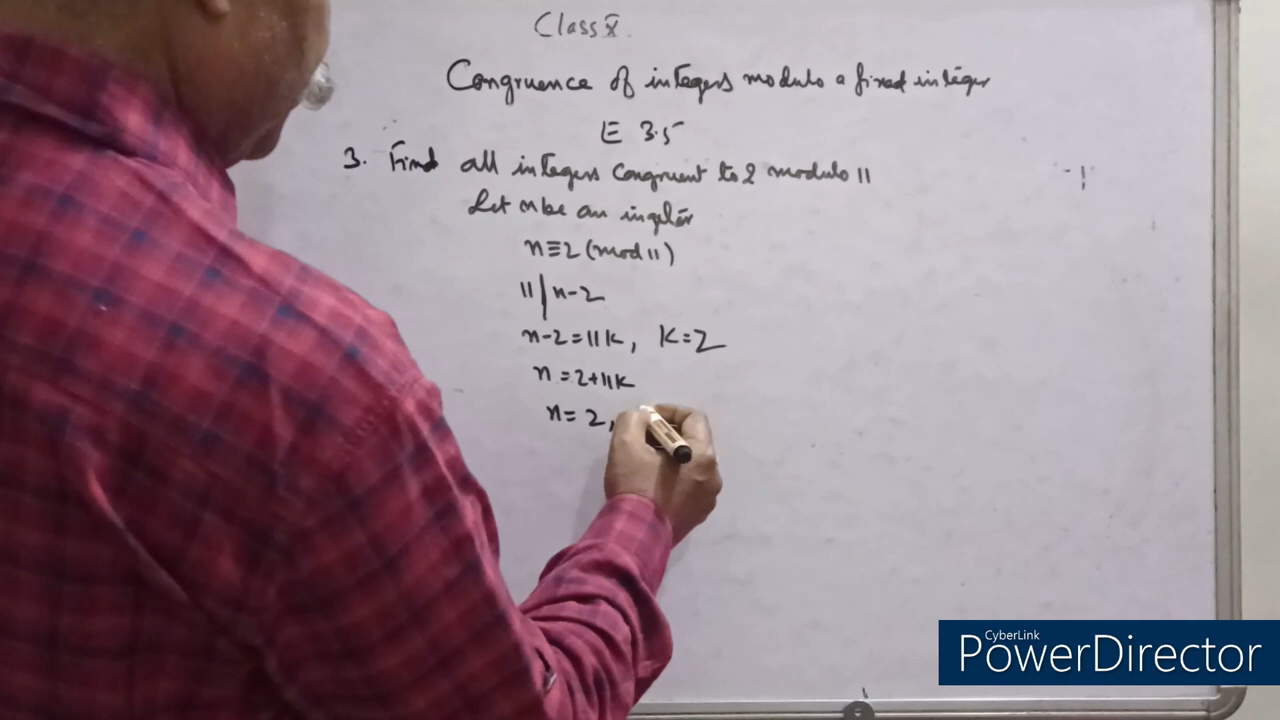 Class X.
Congruence of integers modulo a fixed integer
E 3.5
3. Find all integers congruent to 2 modulo 11
Let n be an ingeter
n≡2 (mod 11)
11 | n-2
n-2=11K, K=Z
n=2+11K
n= 2,
CyberLink
PowerDirector